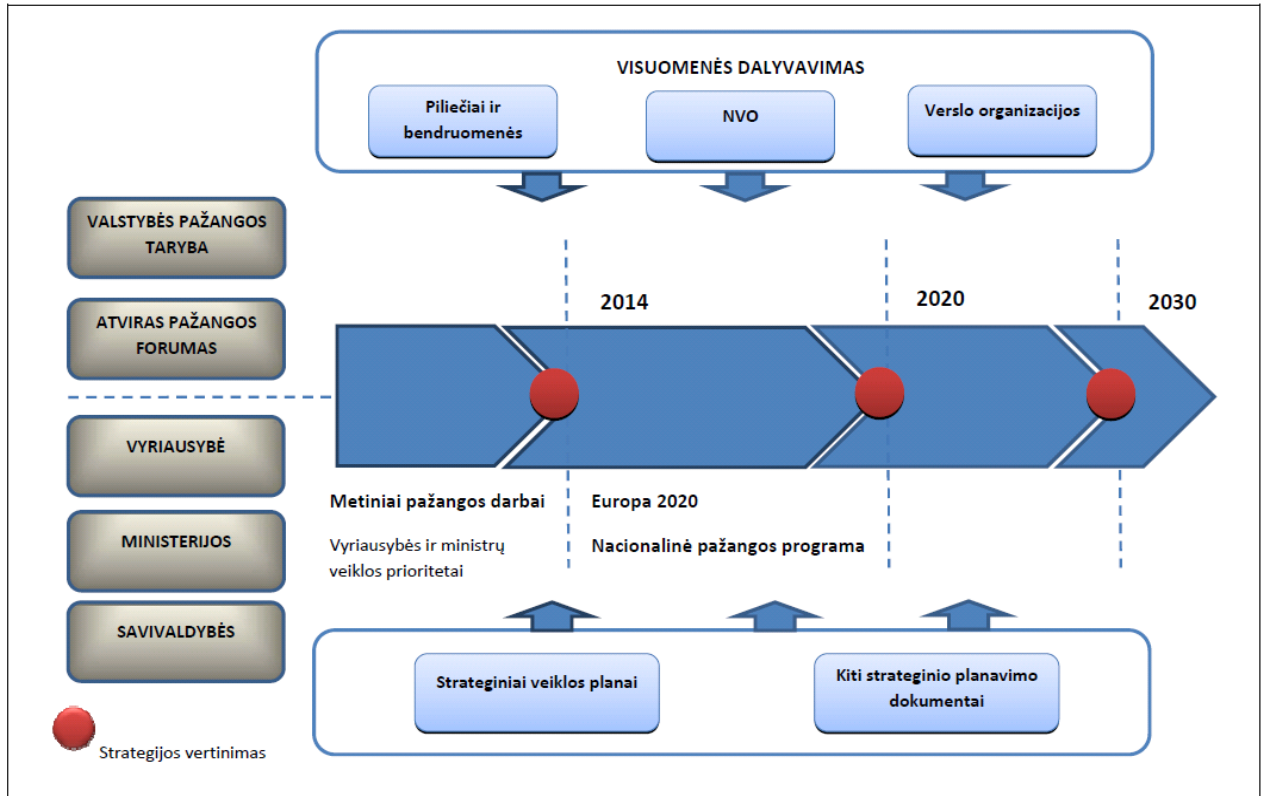 VISUOMENĖS DALYVAVIMAS
Piliečiai ir
bendruomenės
NVO
Verslo organizacijos
VALSTYBĖS PAŽANGOS
TARYBA
ATVIRAS PAŽANGOS
FORUMAS
VYRIAUSYBĖ
MINISTERIJOS
SAVIVALDYBĖS
2014
2020
2030
Metiniai pažangos darbai
Vyriausybės ir ministrų
veiklos prioritetai
Europa 2020
Nacionalinė pažangos programa
Strateginiai veiklos planai
Kiti strateginio planavimo
dokumentai
Strategijos vertinimas